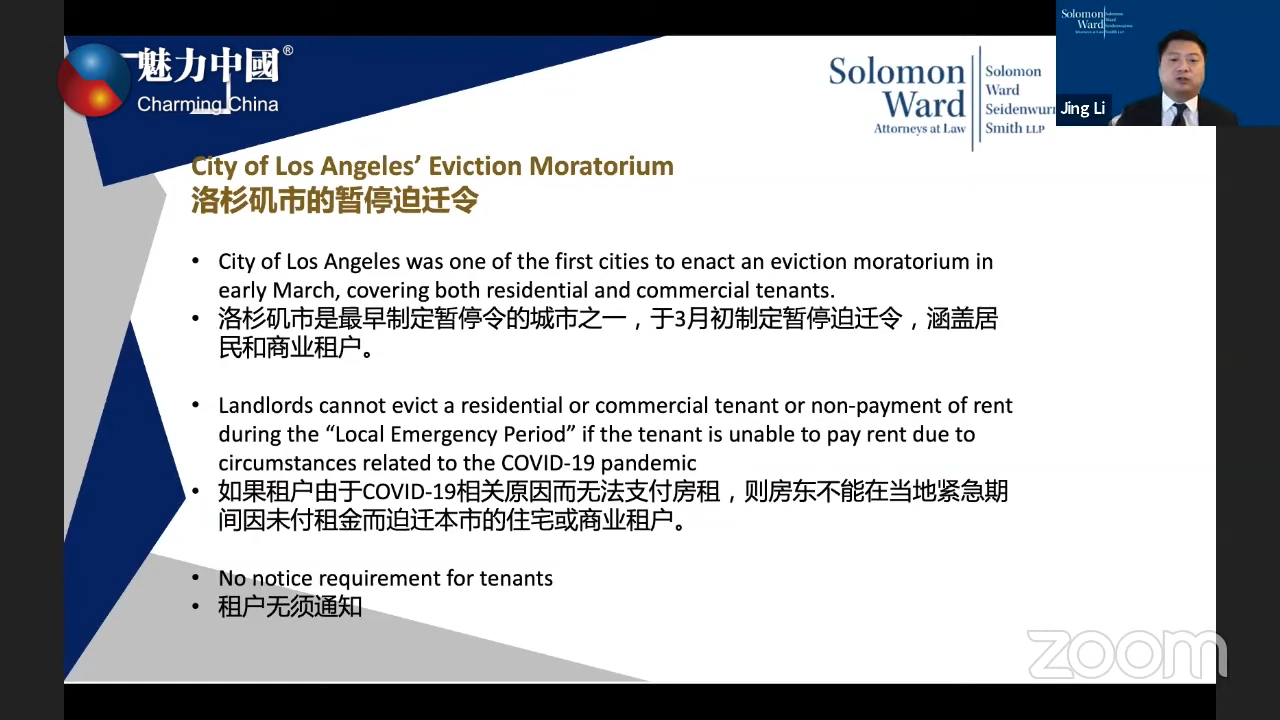 魅力中國®
Charming China
Solomon
Ward
Attorneys at Law
Solomon
Ward
Seidenwurm
Smith LLP
Solomon
Ward
Attorneys at Law
Solomon
Ward
Smith LLP
Jing Li
City of Los Angeles’ Eviction Moratorium
洛杉矶市的暂停迫迁令
• City of Los Angeles was one of the first cities to enact an eviction moratorium in
early March, covering both residential and commercial tenants.
• 洛杉矶市是最早制定暂停令的城市之一，于3月初制定暂停迫迁令，涵盖居
民和商业租户。
• Landlords cannot evict a residential or commercial tenant or non-payment of rent
during the “Local Emergency Period” if the tenant is unable to pay rent due to
circumstances related to the COVID-19 pandemic
• 如果租户由于COVID-19相关原因而无法支付房租，则房东不能在当地紧急期
间因未付租金而迫迁本市的住宅或商业租户。
• No notice requirement for tenants
• 租户无须通知
zoom